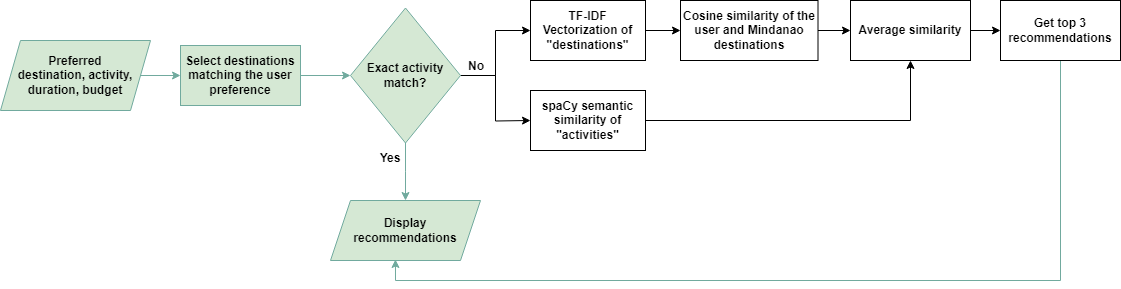 Preferred
destination, activity,
duration, budget
Select destinations
matching the user
preference
Exact activity
match?
No
Yes
TF-IDF
Vectorization of
"destinations"
Cosine similarity of the
user and Mindanao
destinations
Average similarity
Get top 3
recommendations
spaCy semantic
similarity of
"activities"
Display
recommendations